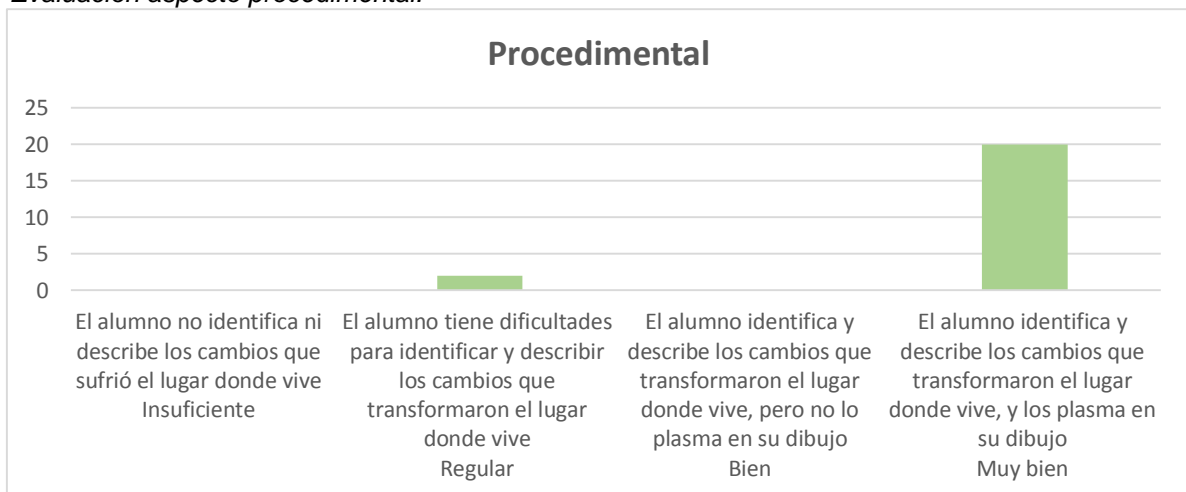 Evaluación aspecto procedimental.
Procedimental
25
20
15
10
5
0
El alumno no identifica ni
describe los cambios que
sufrió el lugar donde vive
Insuficiente
El alumno tiene dificultades
para identificar y describir
los cambios que
transformaron el lugar
donde vive
Regular
El alumno identifica y
describe los cambios que
transformaron el lugar
donde vive, pero no lo
plasma en su dibujo
Bien
El alumno identifica y
describe los cambios que
transformaron el lugar
donde vive, y los plasma en
su dibujo
Muy bien